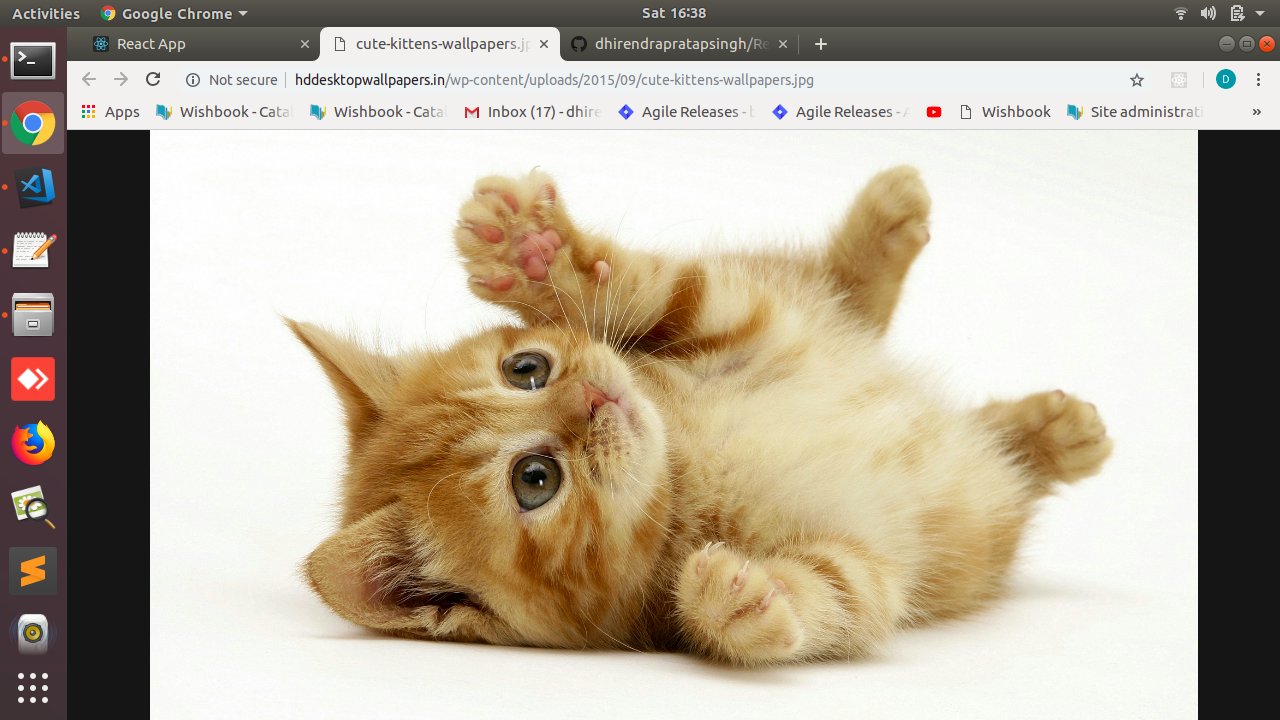 Activities Google Chrome Sat 16:38
React App cute-kittens-wallpapers.jp dhirendrapratapsingh/Re
Not secure hddesktopwallpapers.in/wp-content/uploads/2015/09/cute-kittens-wallpapers.jpg D
Apps Wishbook - Catal Wishbook - Catal Inbox (17) - dhire Agile Releases - b Agile Releases - A Wishbook Site administrati »